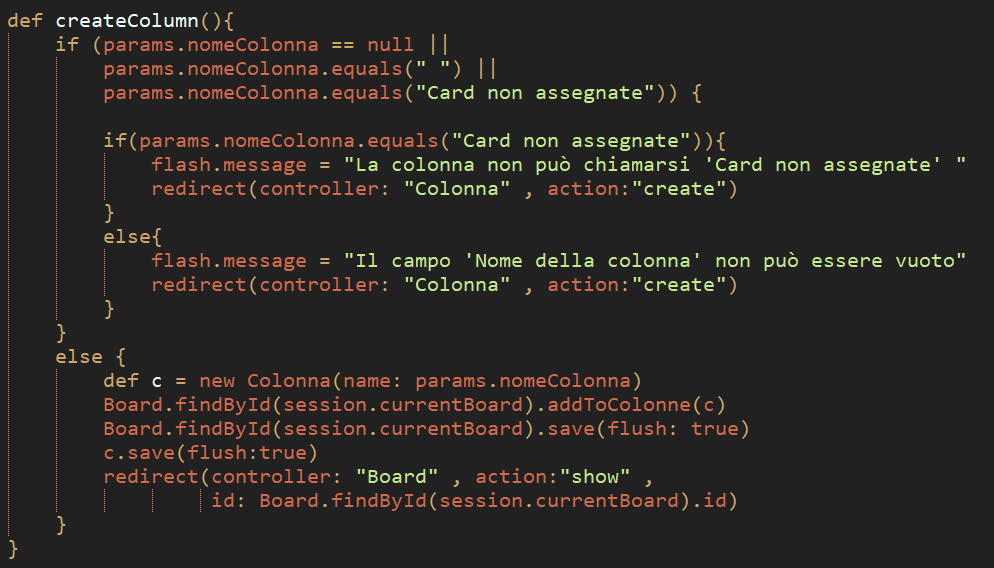 def createColumn(){
    if (params.nomeColonna == null ||
        params.nomeColonna.equals(" ") ||
        params.nomeColonna.equals("Card non assegnate")) {

        if(params.nomeColonna.equals("Card non assegnate")){
            flash.message = "La colonna non può chiamarsi 'Card non assegnate' "
            redirect(controller: "Colonna" , action:"create")
        }
        else{
            flash.message = "Il campo 'Nome della colonna' non può essere vuoto"
            redirect(controller: "Colonna" , action:"create")
        }
    }
    else {
        def c = new Colonna(name: params.nomeColonna)
        Board.findById(session.currentBoard).addToColonne(c)
        Board.findById(session.currentBoard).save(flush: true)
        c.save(flush:true)
        redirect(controller: "Board" , action:"show" ,
                 id: Board.findById(session.currentBoard).id)
    }
}